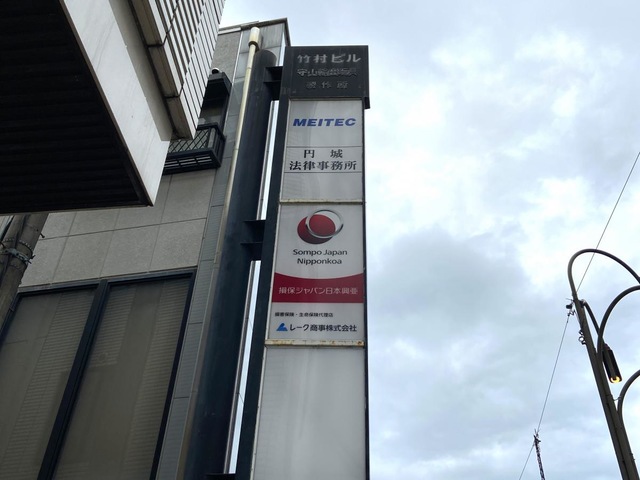 竹村ビル
MEITEC
円城
法律事務所
Sompo Japan
Nipponkoa
損保ジャパン日本興亜
損害保険・生命保険代理店
レーク商事株式会社